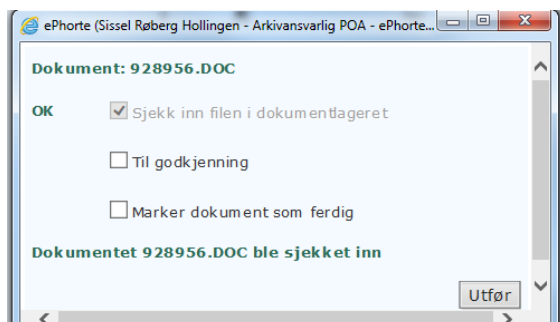 ePhorte (Sissel Røberg Hollingen - Arkivansvarlig POA - ePhorte...
Dokument: 928956.DOC
OK Sjekk inn filen i dokumentlageret
Til godkjenning
Marker dokument som ferdig
Dokumentet 928956.DOC ble sjekket inn
Utfør